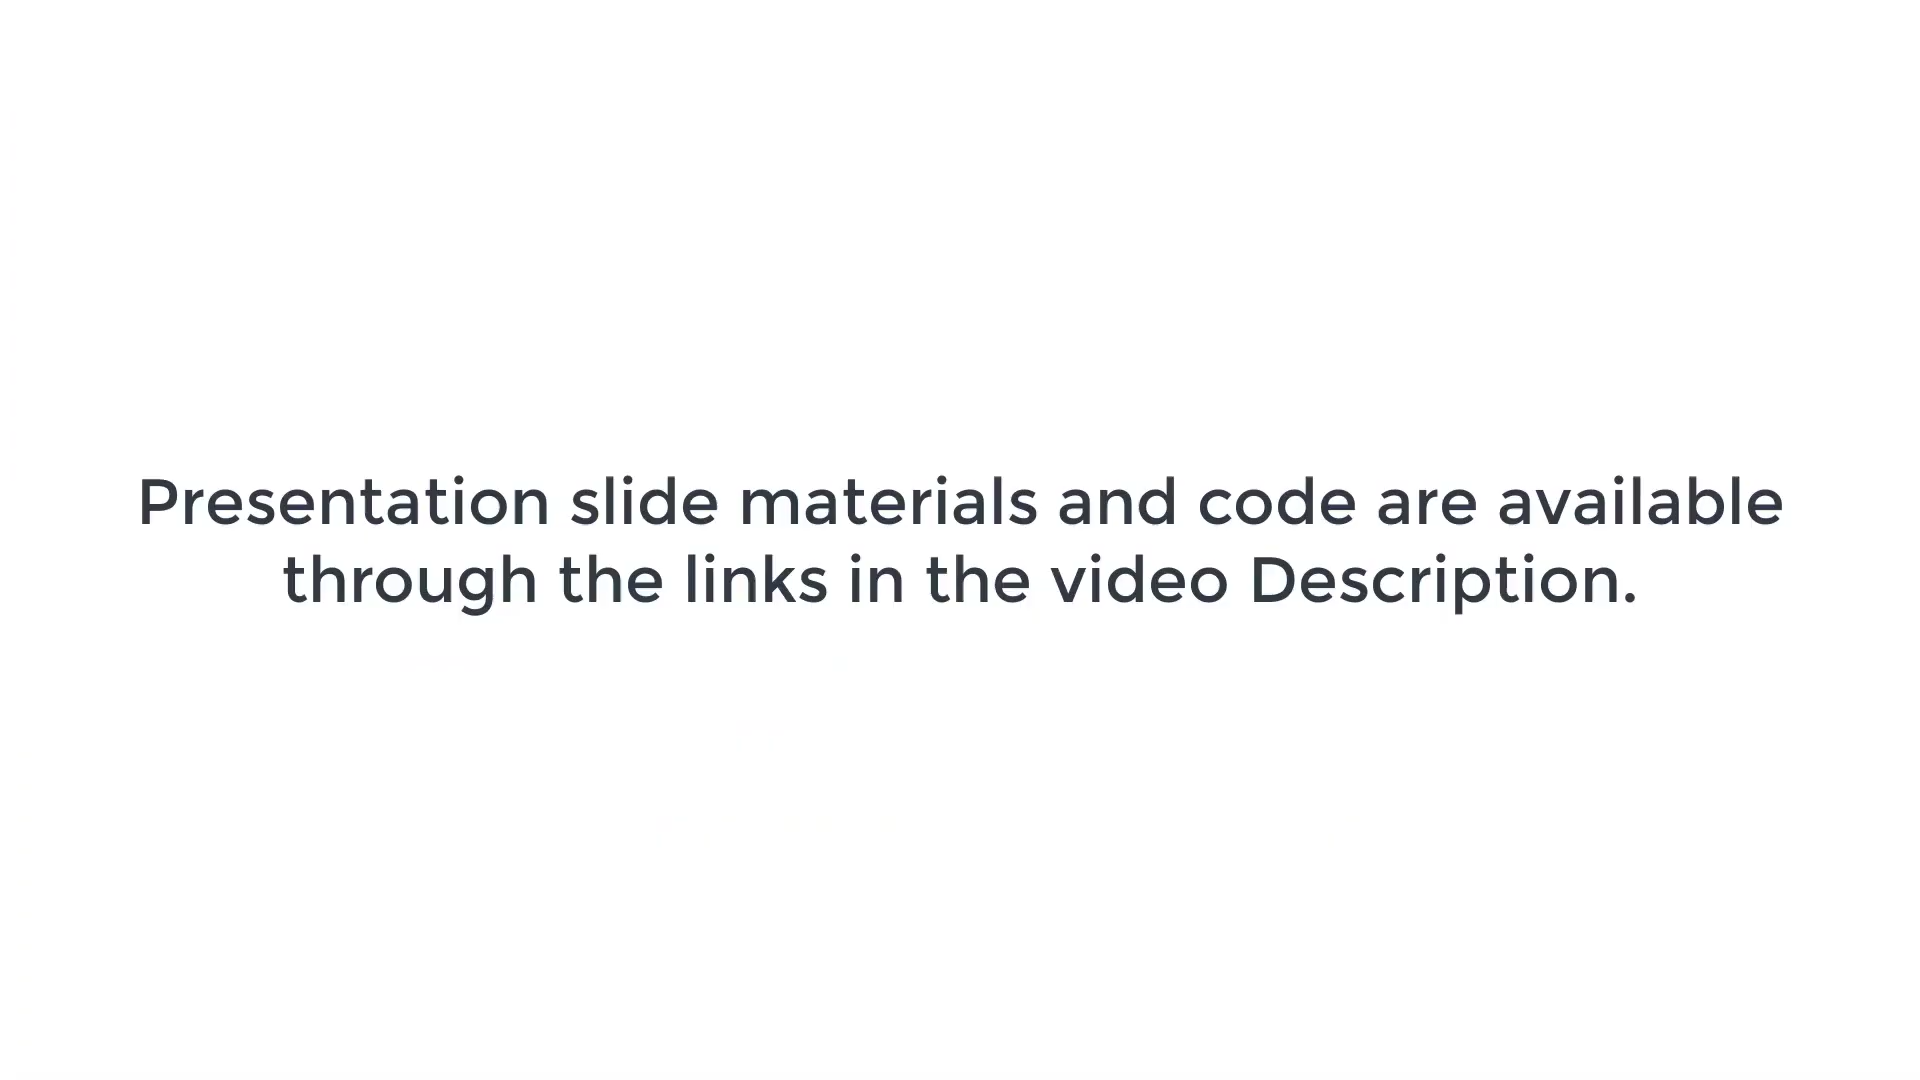 Presentation slide materials and code are available
through the links in the video Description.